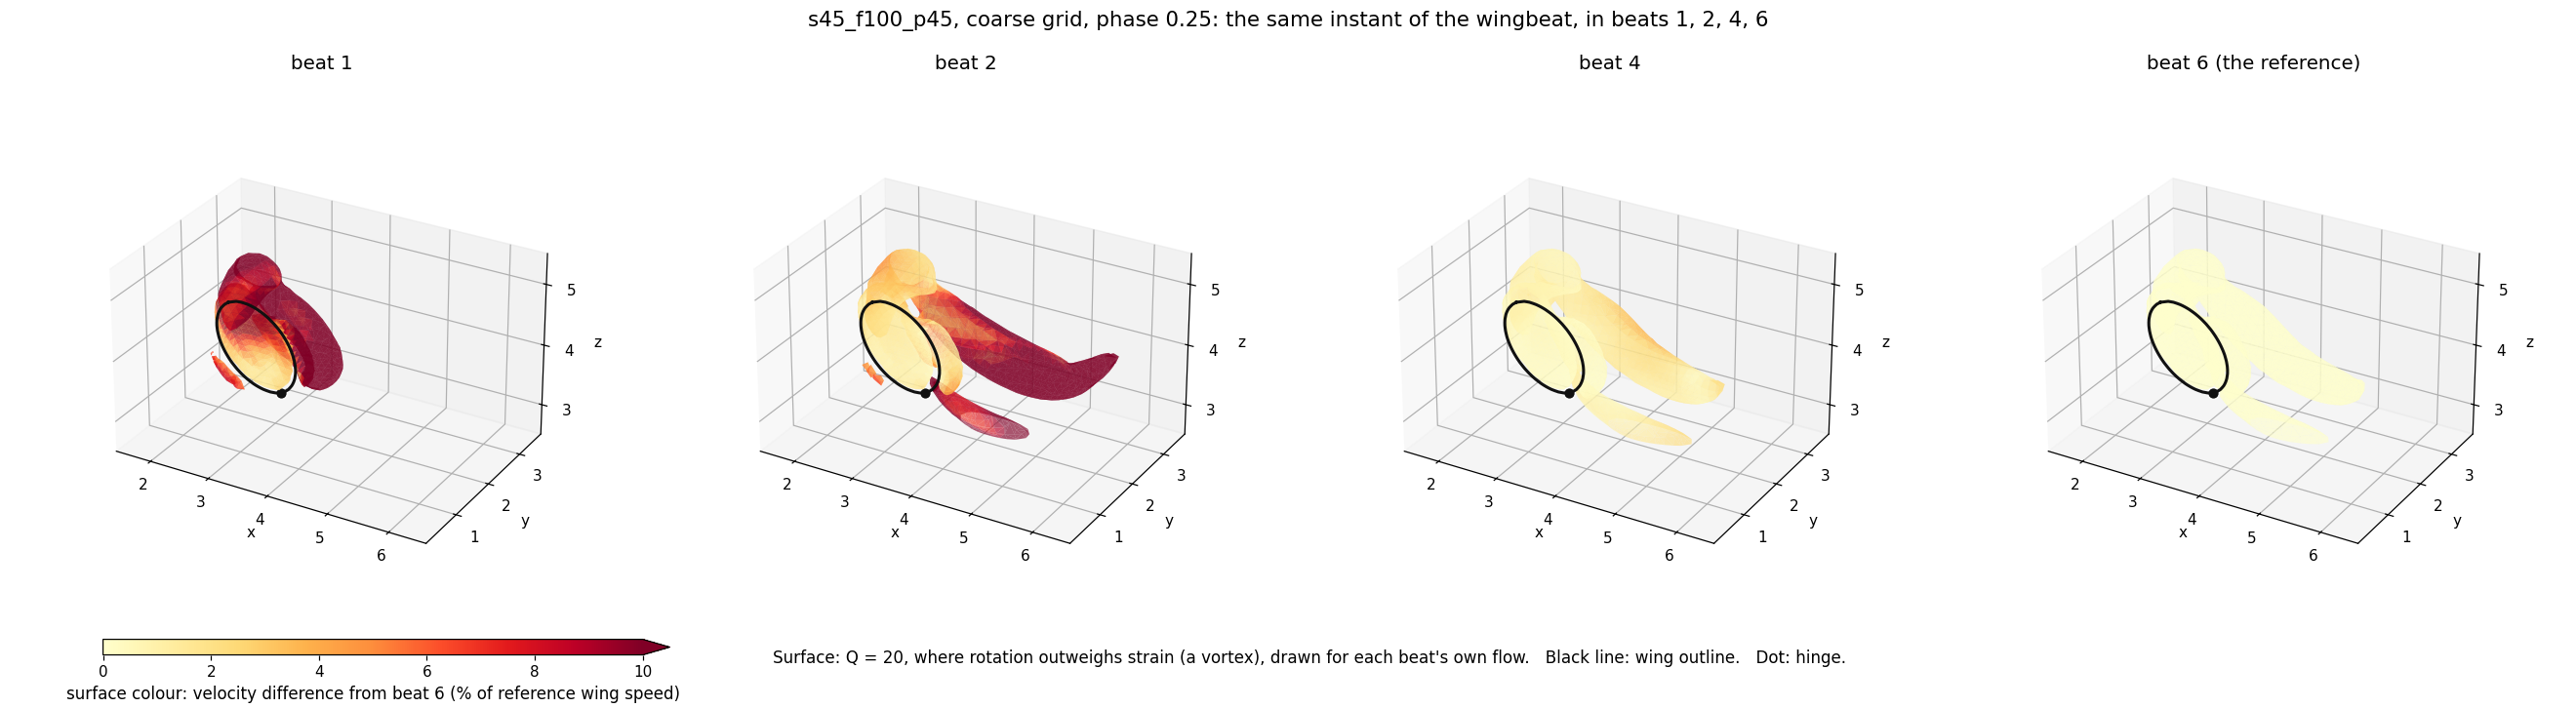 s45_f100_p45, coarse grid, phase 0.25: the same instant of the wingbeat, in beats 1, 2, 4, 6
beat 1
beat 2
beat 4
beat 6 (the reference)
5
4
3
z
3
2
1
y
2
3
4
5
6
x
5
4
3
z
3
2
1
y
2
3
4
5
6
x
5
4
3
z
3
2
1
y
2
3
4
5
6
x
5
4
3
z
3
2
1
y
2
3
4
5
6
x
0 2 4 6 8 10
surface colour: velocity difference from beat 6 (% of reference wing speed)
Surface: Q = 20, where rotation outweighs strain (a vortex), drawn for each beat's own flow. Black line: wing outline. Dot: hinge.